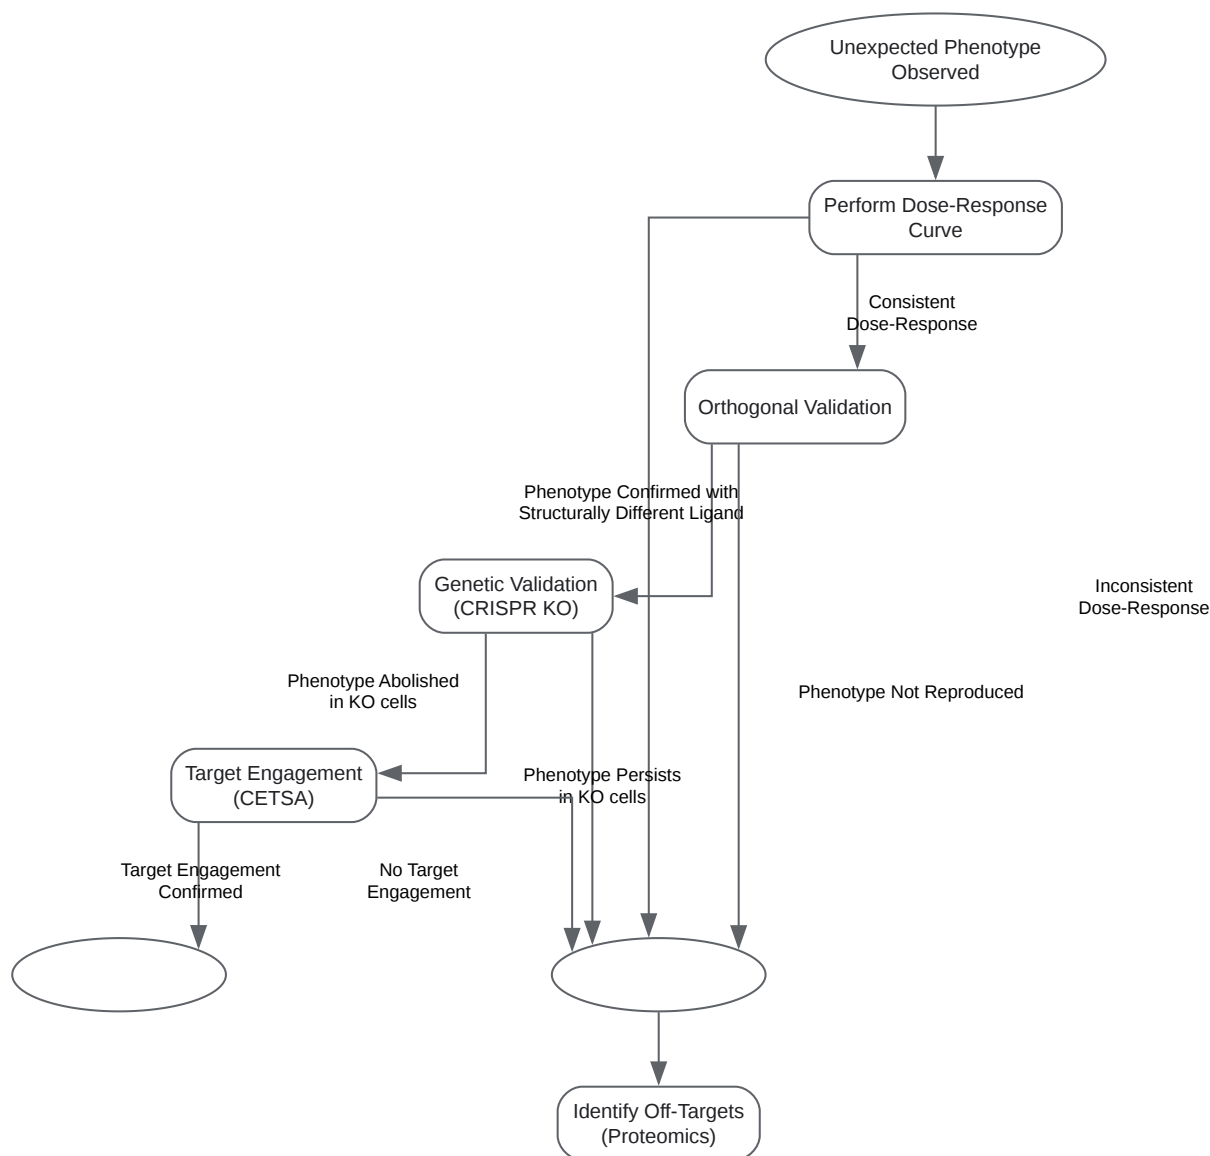 Unexpected Phenotype
Observed
Perform Dose-Response
Curve
Consistent
Dose-Response
Orthogonal Validation
Phenotype Confirmed with
Structurally Different Ligand
Genetic Validation
(CRISPR KO)
Inconsistent
Dose-Response
Phenotype Abolished
in KO cells
Phenotype Not Reproduced
Target Engagement
(CETSA)
Phenotype Persists
in KO cells
Target Engagement
Confirmed
No Target
Engagement
Identify Off-Targets
(Proteomics)